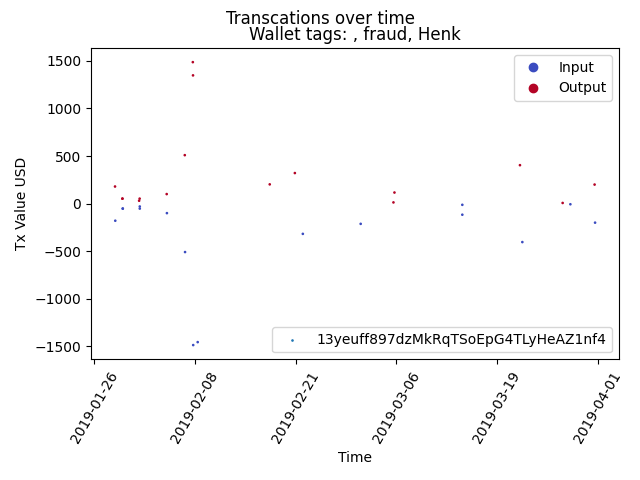 Transcations over time
Wallet tags: , fraud, Henk
Input
Output
1500
1000
500
0
−500
−1000
−1500
Tx Value USD
13yeuff897dzMkRqTSoEpG4TLyHeAZ1nf4
2019-01-26
2019-02-08
2019-02-21
2019-03-06
2019-03-19
2019-04-01
Time